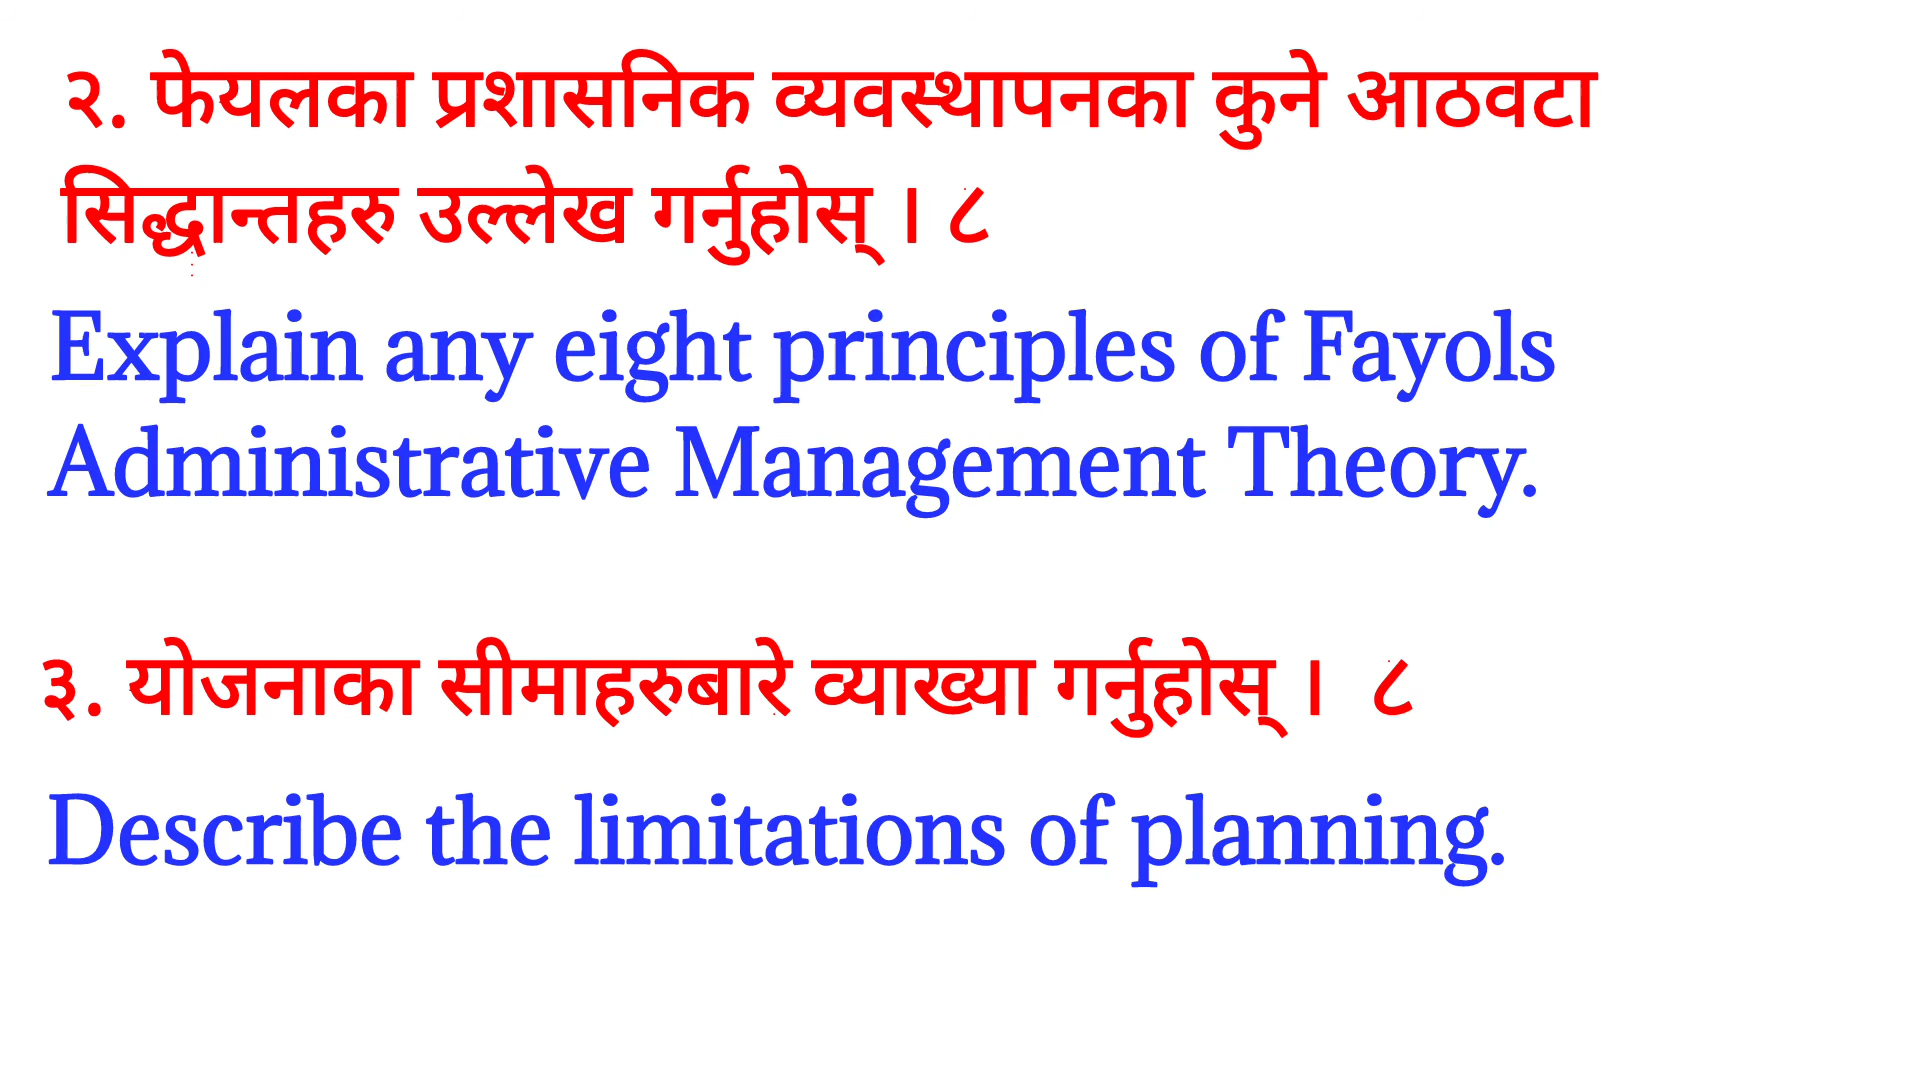 २. फेयलका प्रशासनिक व्यवस्थापनका कुने आठवटा
सिद्धान्तहरु उल्लेख गर्नुहोस् । ८
Explain any eight principles of Fayols
Administrative Management Theory.
३. योजनाका सीमाहरुबारे व्याख्या गर्नुहोस् । ८
Describe the limitations of planning.